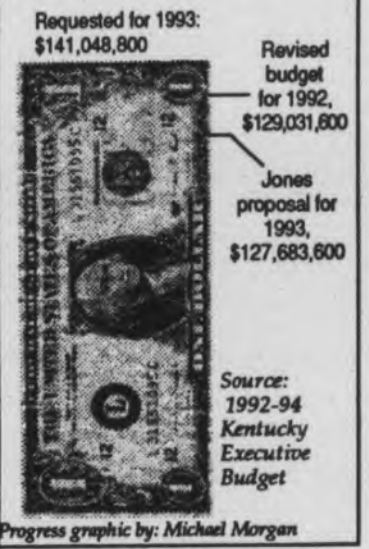 Requested for 1993:
$141,048,800
Revised
budget
for 1992,
$129,031,600
Jones
proposal for
1993,
$127,683,600
Source:
1992-94
Kentucky
Executive
Budget
Progress graphic by: Michael Morgan